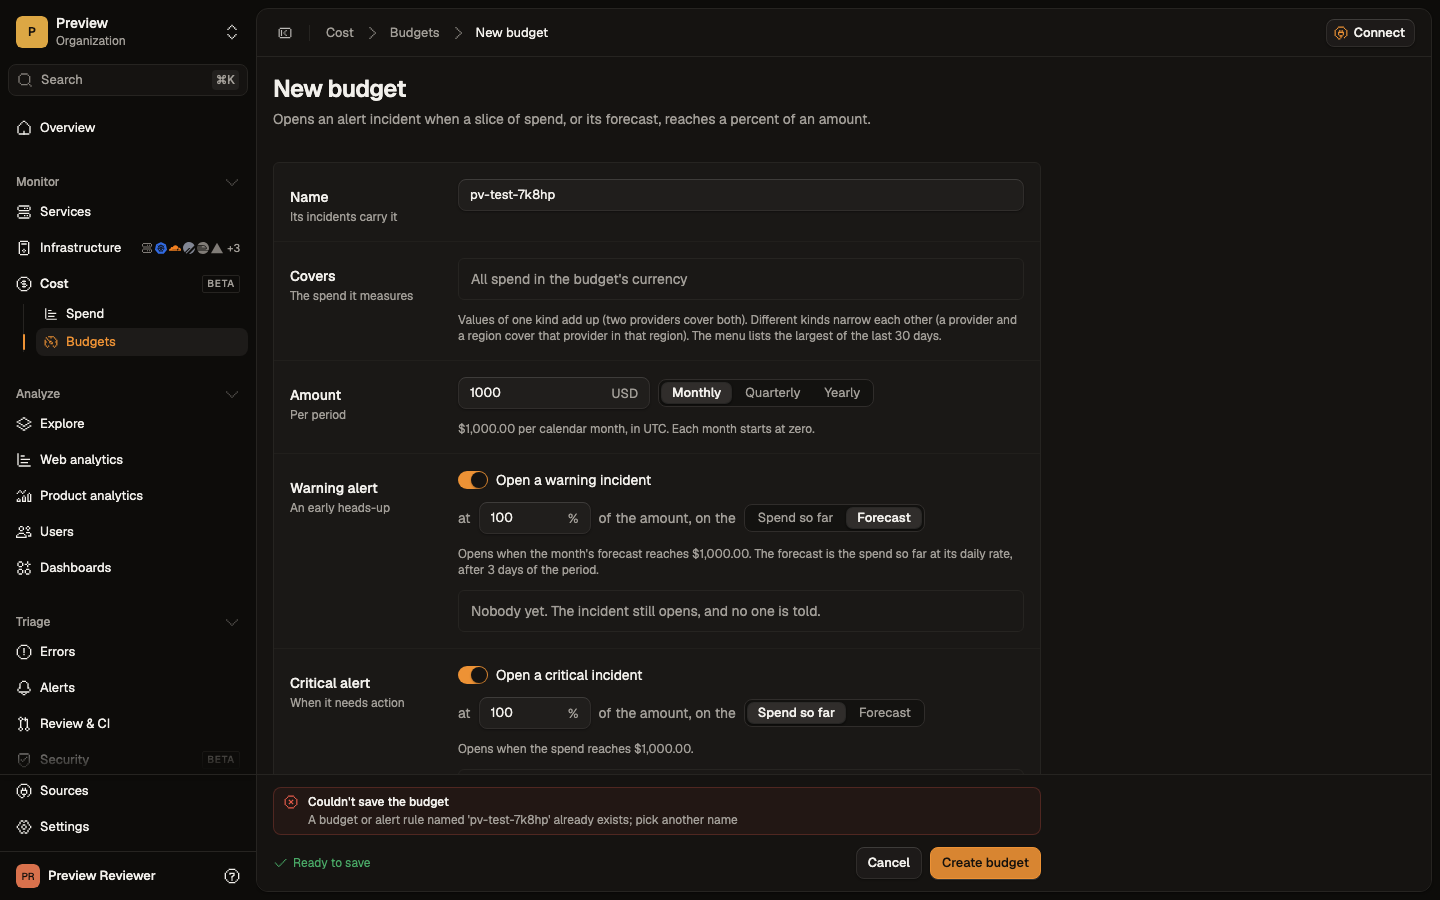 P
Preview
Organization
Search
⌘K
Overview
Monitor
Services
Infrastructure
+3
Cost
BETA
Spend
Budgets
Analyze
Explore
Web analytics
Product analytics
Users
Dashboards
Triage
Errors
Alerts
Review & CI
Security
BETA
Sources
Settings
PR
Preview Reviewer
Cost
Budgets
New budget
Connect
New budget
Opens an alert incident when a slice of spend, or its forecast, reaches a percent of an amount.
Name
Its incidents carry it
pv-test-7k8hp
Covers
The spend it measures
All spend in the budget's currency
Values of one kind add up (two providers cover both). Different kinds narrow each other (a provider and
a region cover that provider in that region). The menu lists the largest of the last 30 days.
Amount
Per period
1000 USD
Monthly Quarterly Yearly
$1,000.00 per calendar month, in UTC. Each month starts at zero.
Warning alert
An early heads-up
Open a warning incident
at 100 % of the amount, on the Spend so far Forecast
Opens when the month's forecast reaches $1,000.00. The forecast is the spend so far at its daily rate,
after 3 days of the period.
Nobody yet. The incident still opens, and no one is told.
Critical alert
When it needs action
Open a critical incident
at 100 % of the amount, on the Spend so far Forecast
Opens when the spend reaches $1,000.00.
Couldn't save the budget
A budget or alert rule named 'pv-test-7k8hp' already exists; pick another name
Ready to save
Cancel
Create budget